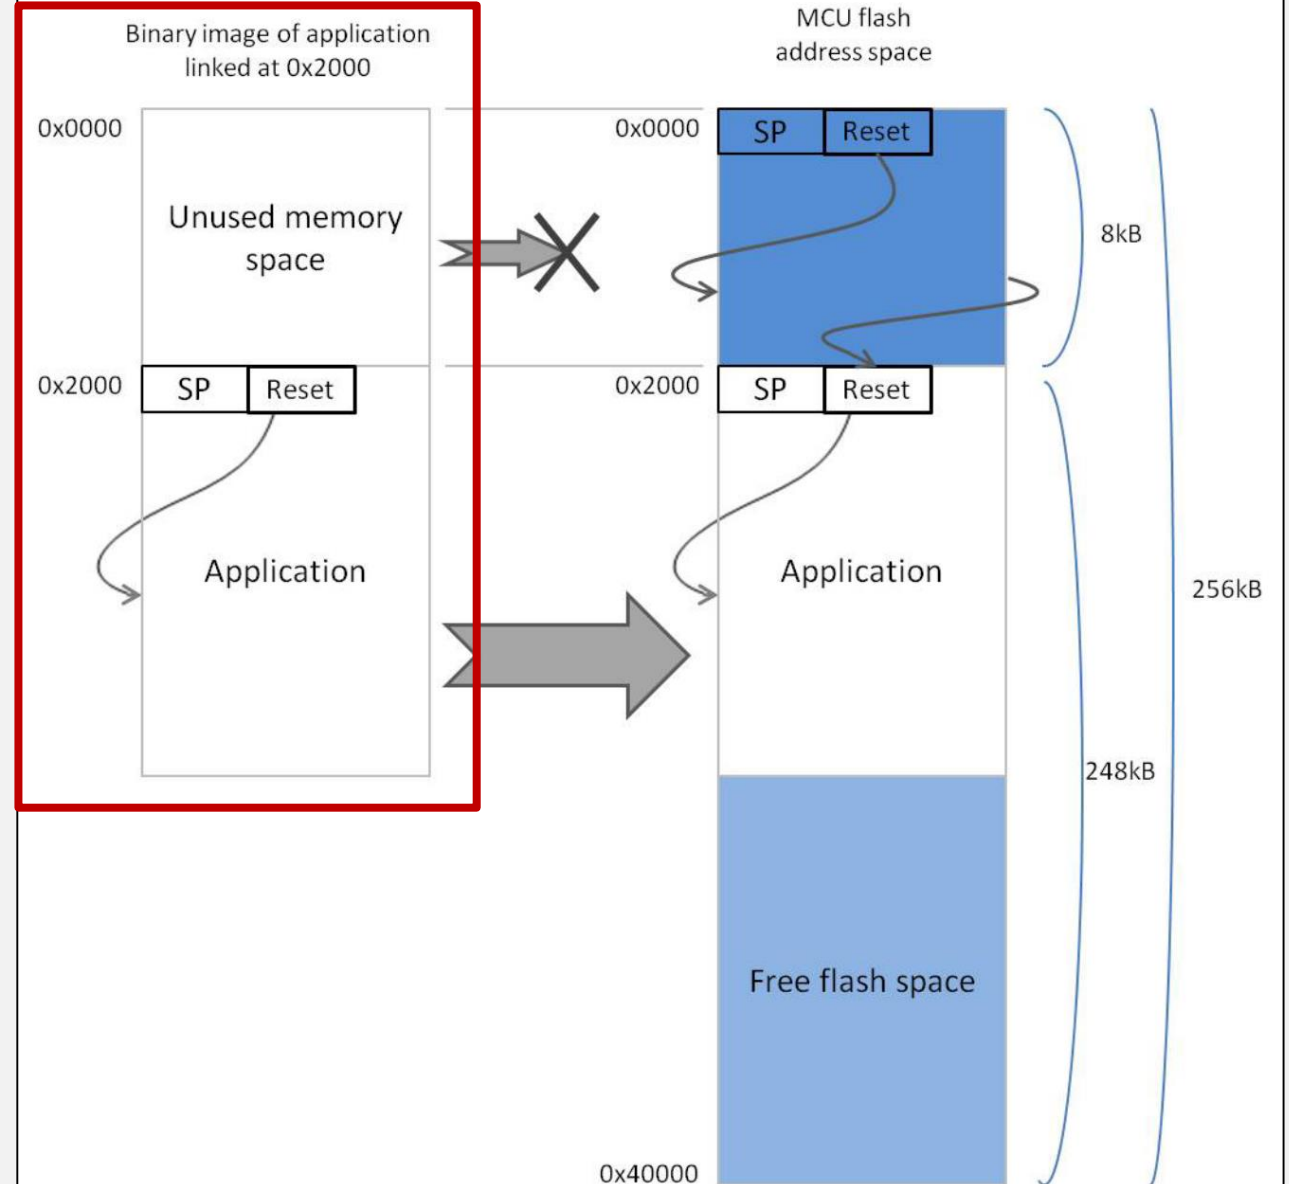 Binary image of application
linked at 0x2000
MCU flash
address space
0x0000
0x0000
SP
Reset
Unused memory
space
8kB
0x2000
SP
Reset
0x2000
SP
Reset
Application
Application
256kB
248kB
Free flash space
0x40000